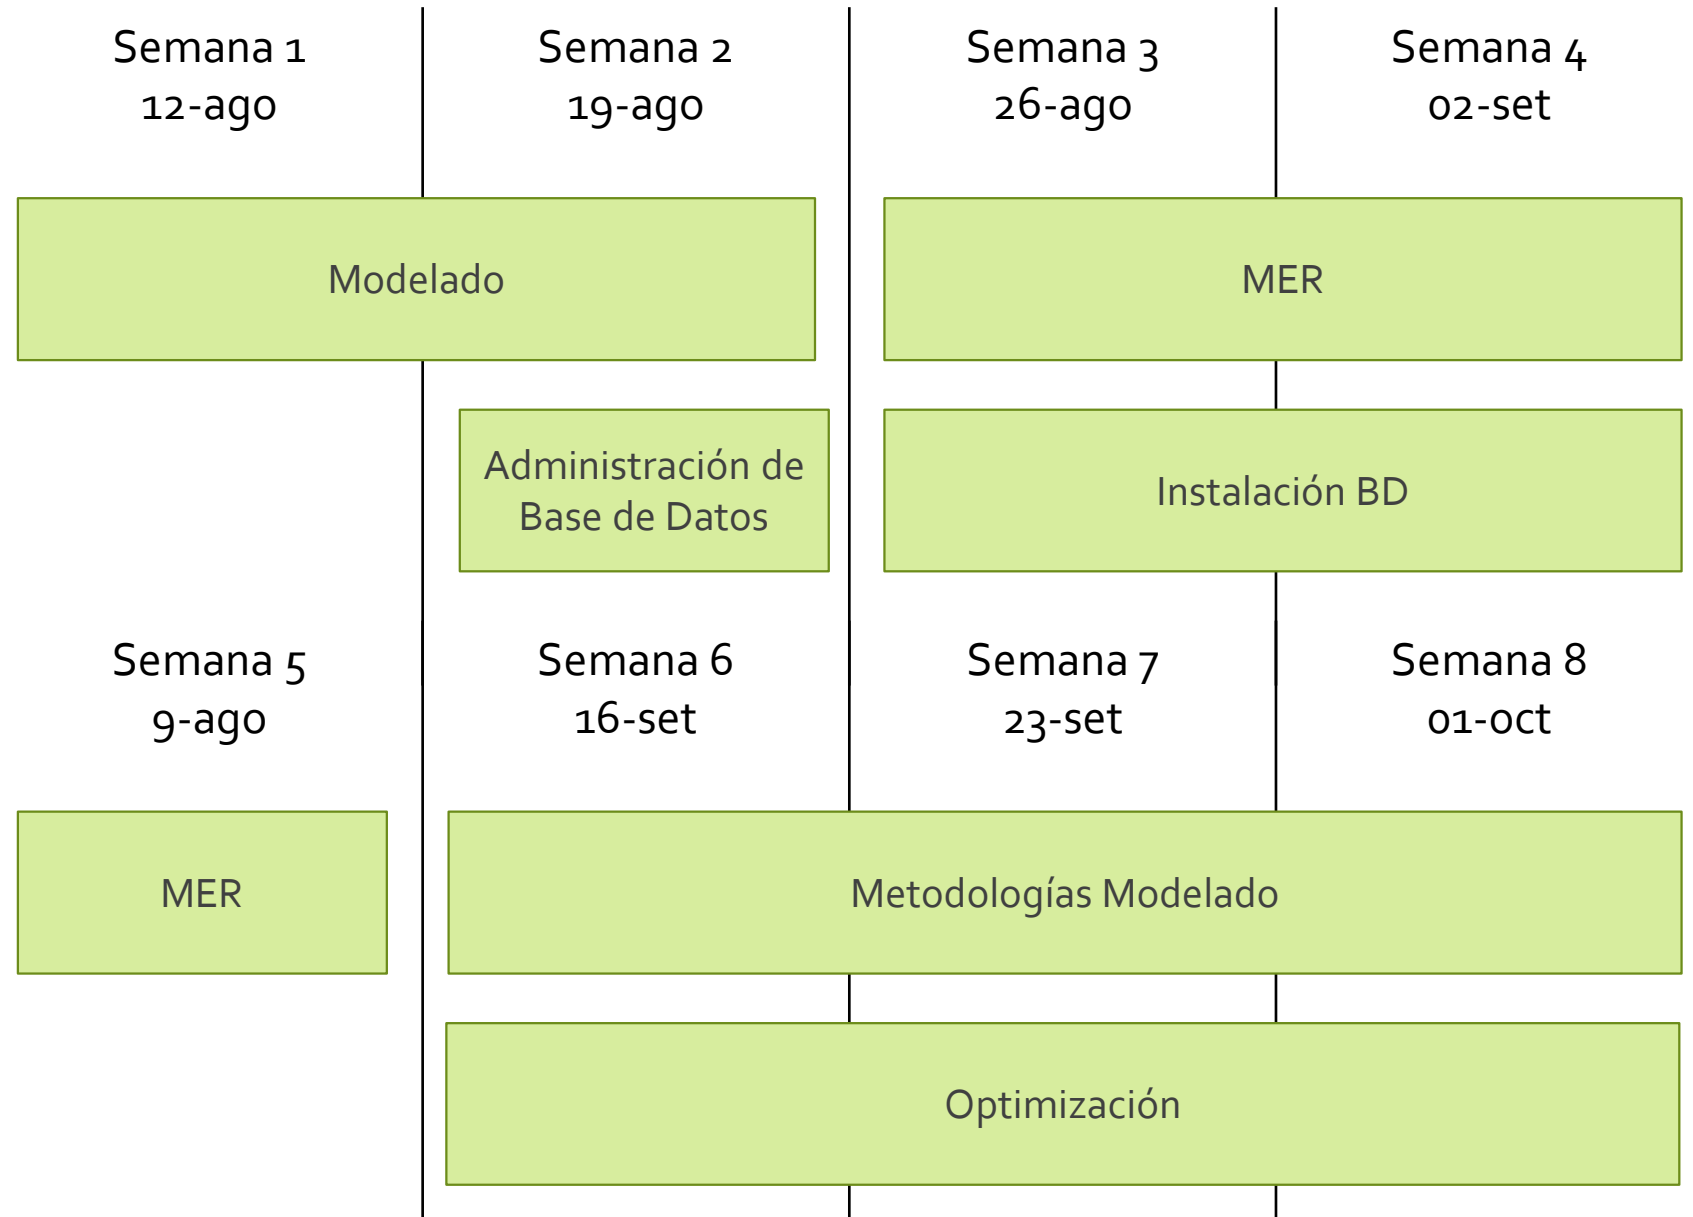 Semana 1
12-ago
Semana 2
19-ago
Semana 3
26-ago
Semana 4
02-set
Modelado
MER
Administración de
Base de Datos
Instalación BD
Semana 5
9-ago
Semana 6
16-set
Semana 7
23-set
Semana 8
01-oct
MER
Metodologías Modelado
Optimización